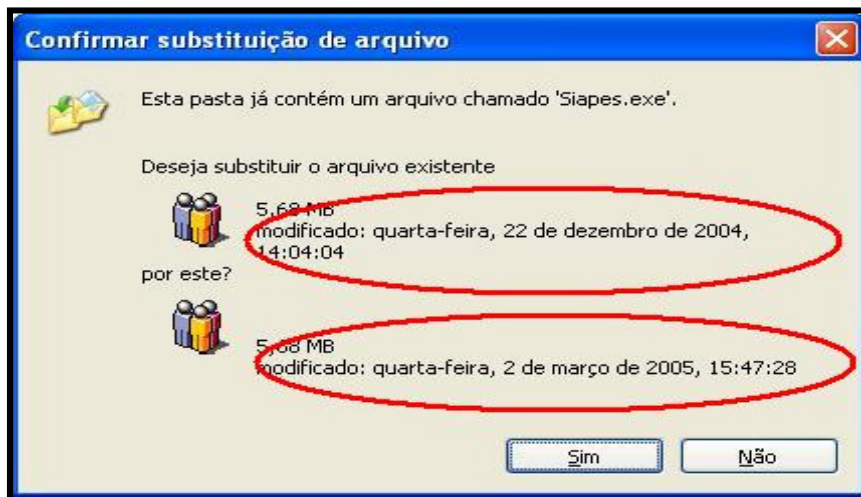 Confirmar substituição de arquivo
Esta pasta já contém um arquivo chamado 'Siapes.exe'.
Deseja substituir o arquivo existente
5,68 MB
modificado: quarta-feira, 22 de dezembro de 2004,
14:04:04
por este?
5,68 MB
modificado: quarta-feira, 2 de março de 2005, 15:47:28
Sim
Não